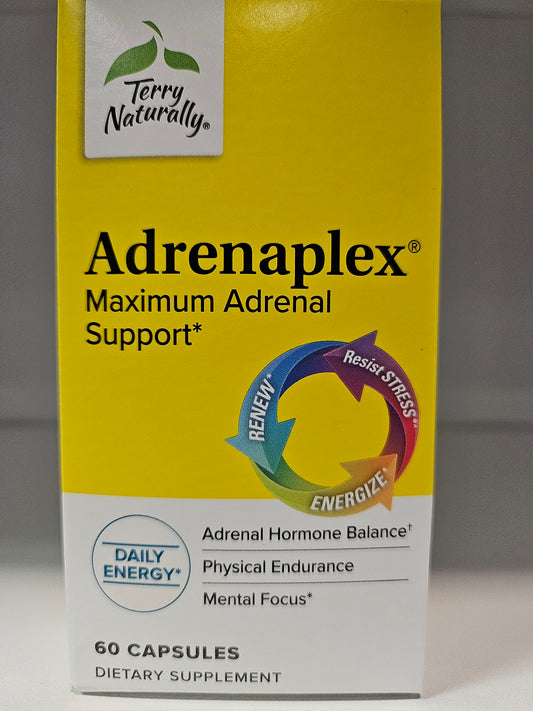 Terry
Naturally®
Adrenaplex®
Maximum Adrenal
Support*
RENEW*
Resist STRESS*^
ENERGIZE*
DAILY
ENERGY*
Adrenal Hormone Balance†
Physical Endurance
Mental Focus*
60 CAPSULES
DIETARY SUPPLEMENT